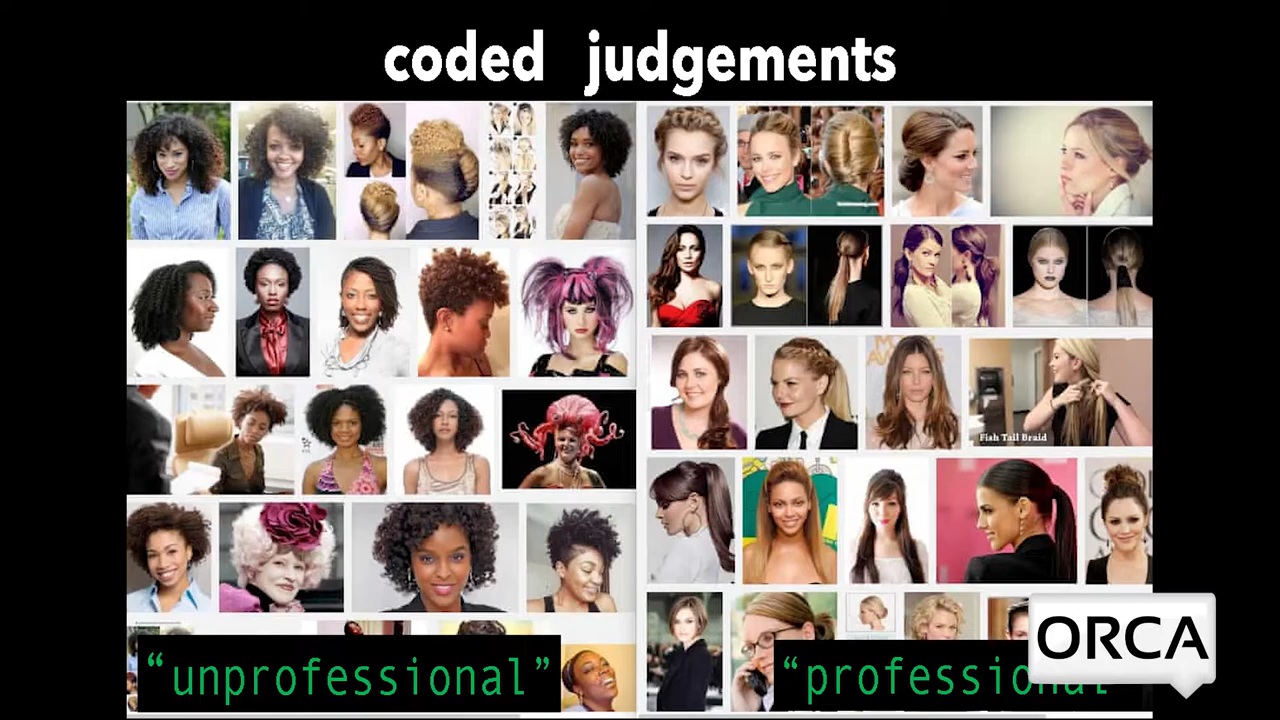 coded judgements
Fish Tail Braid
"unprofessional"
"professional"
ORCA